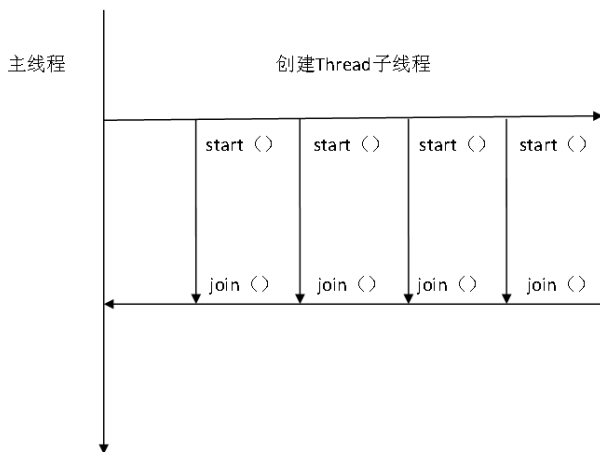 主线程
创建Thread子线程
start（）
start（）
start（）
start（）
join（）
join（）
join（）
join（）